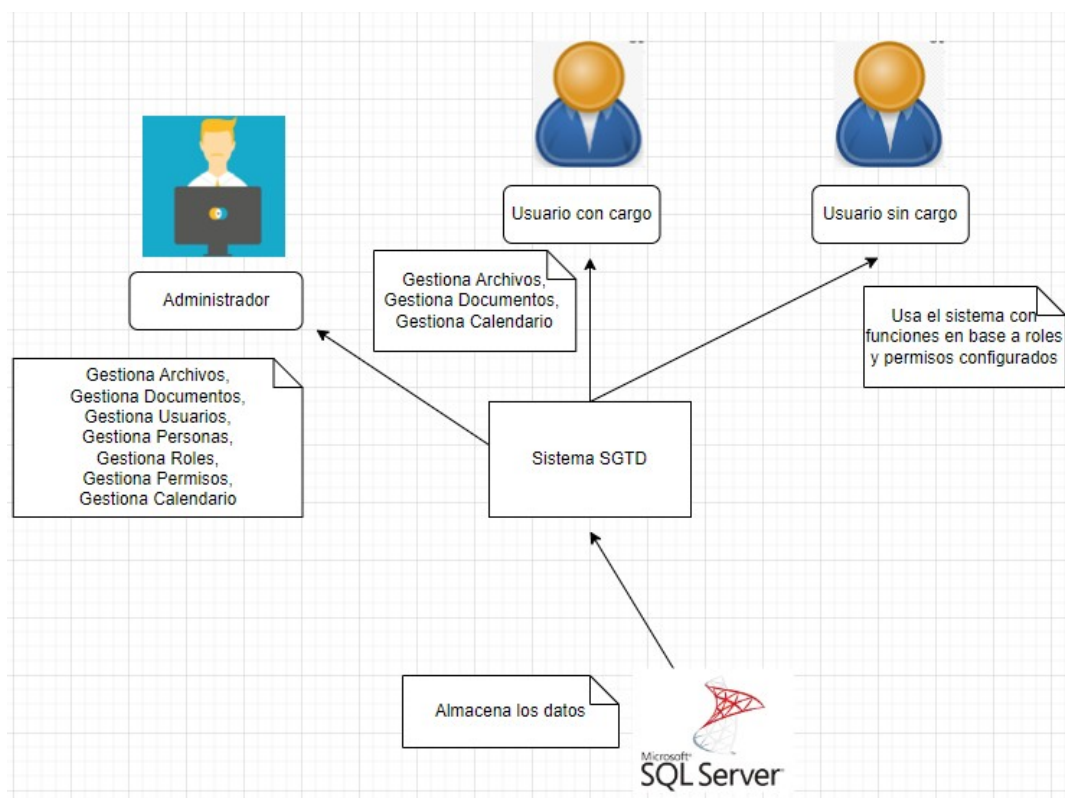 Usuario con cargo
Usuario sin cargo
Administrador
Gestiona Archivos,
Gestiona Documentos,
Gestiona Calendario
Usa el sistema con
funciones en base a roles
y permisos configurados
Gestiona Archivos,
Gestiona Documentos,
Gestiona Usuarios,
Gestiona Personas,
Gestiona Roles,
Gestiona Permisos,
Gestiona Calendario
Sistema SGTD
Almacena los datos
Microsoft
SQL Server